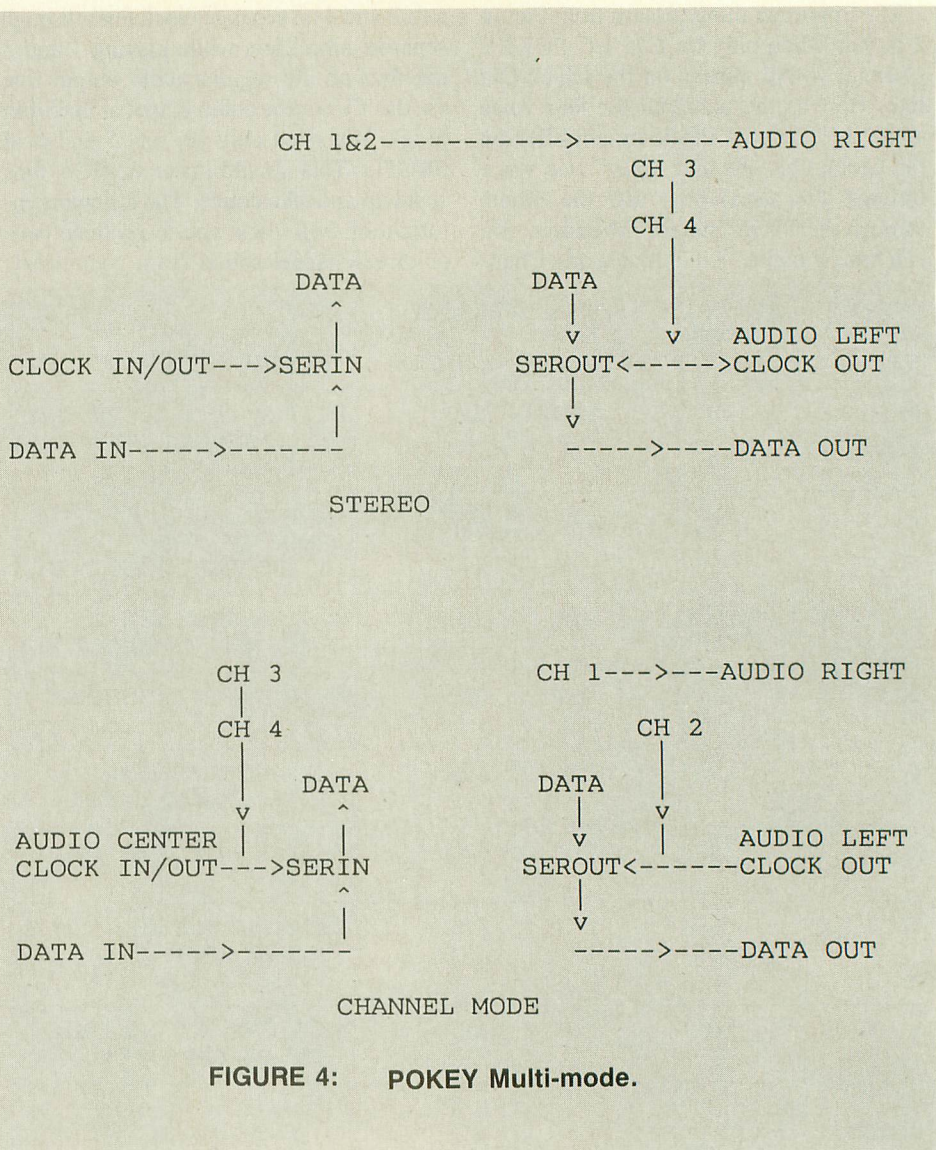 CH 1&2----------->---------AUDIO RIGHT
CH 3
|
CH 4
|
DATA DATA
^ |
| v v AUDIO LEFT
CLOCK IN/OUT--->SERIN SEROUT<----->CLOCK OUT
^ |
| v
DATA IN----->------- ----->----DATA OUT
STEREO
CH 3 CH 1--->---AUDIO RIGHT
|
CH 4 CH 2
| |
DATA DATA
v ^ | v
AUDIO CENTER | | v | AUDIO LEFT
CLOCK IN/OUT--->SERIN SEROUT<------CLOCK OUT
^ |
| v
DATA IN----->------- ----->----DATA OUT
CHANNEL MODE
FIGURE 4: POKEY Multi-mode.